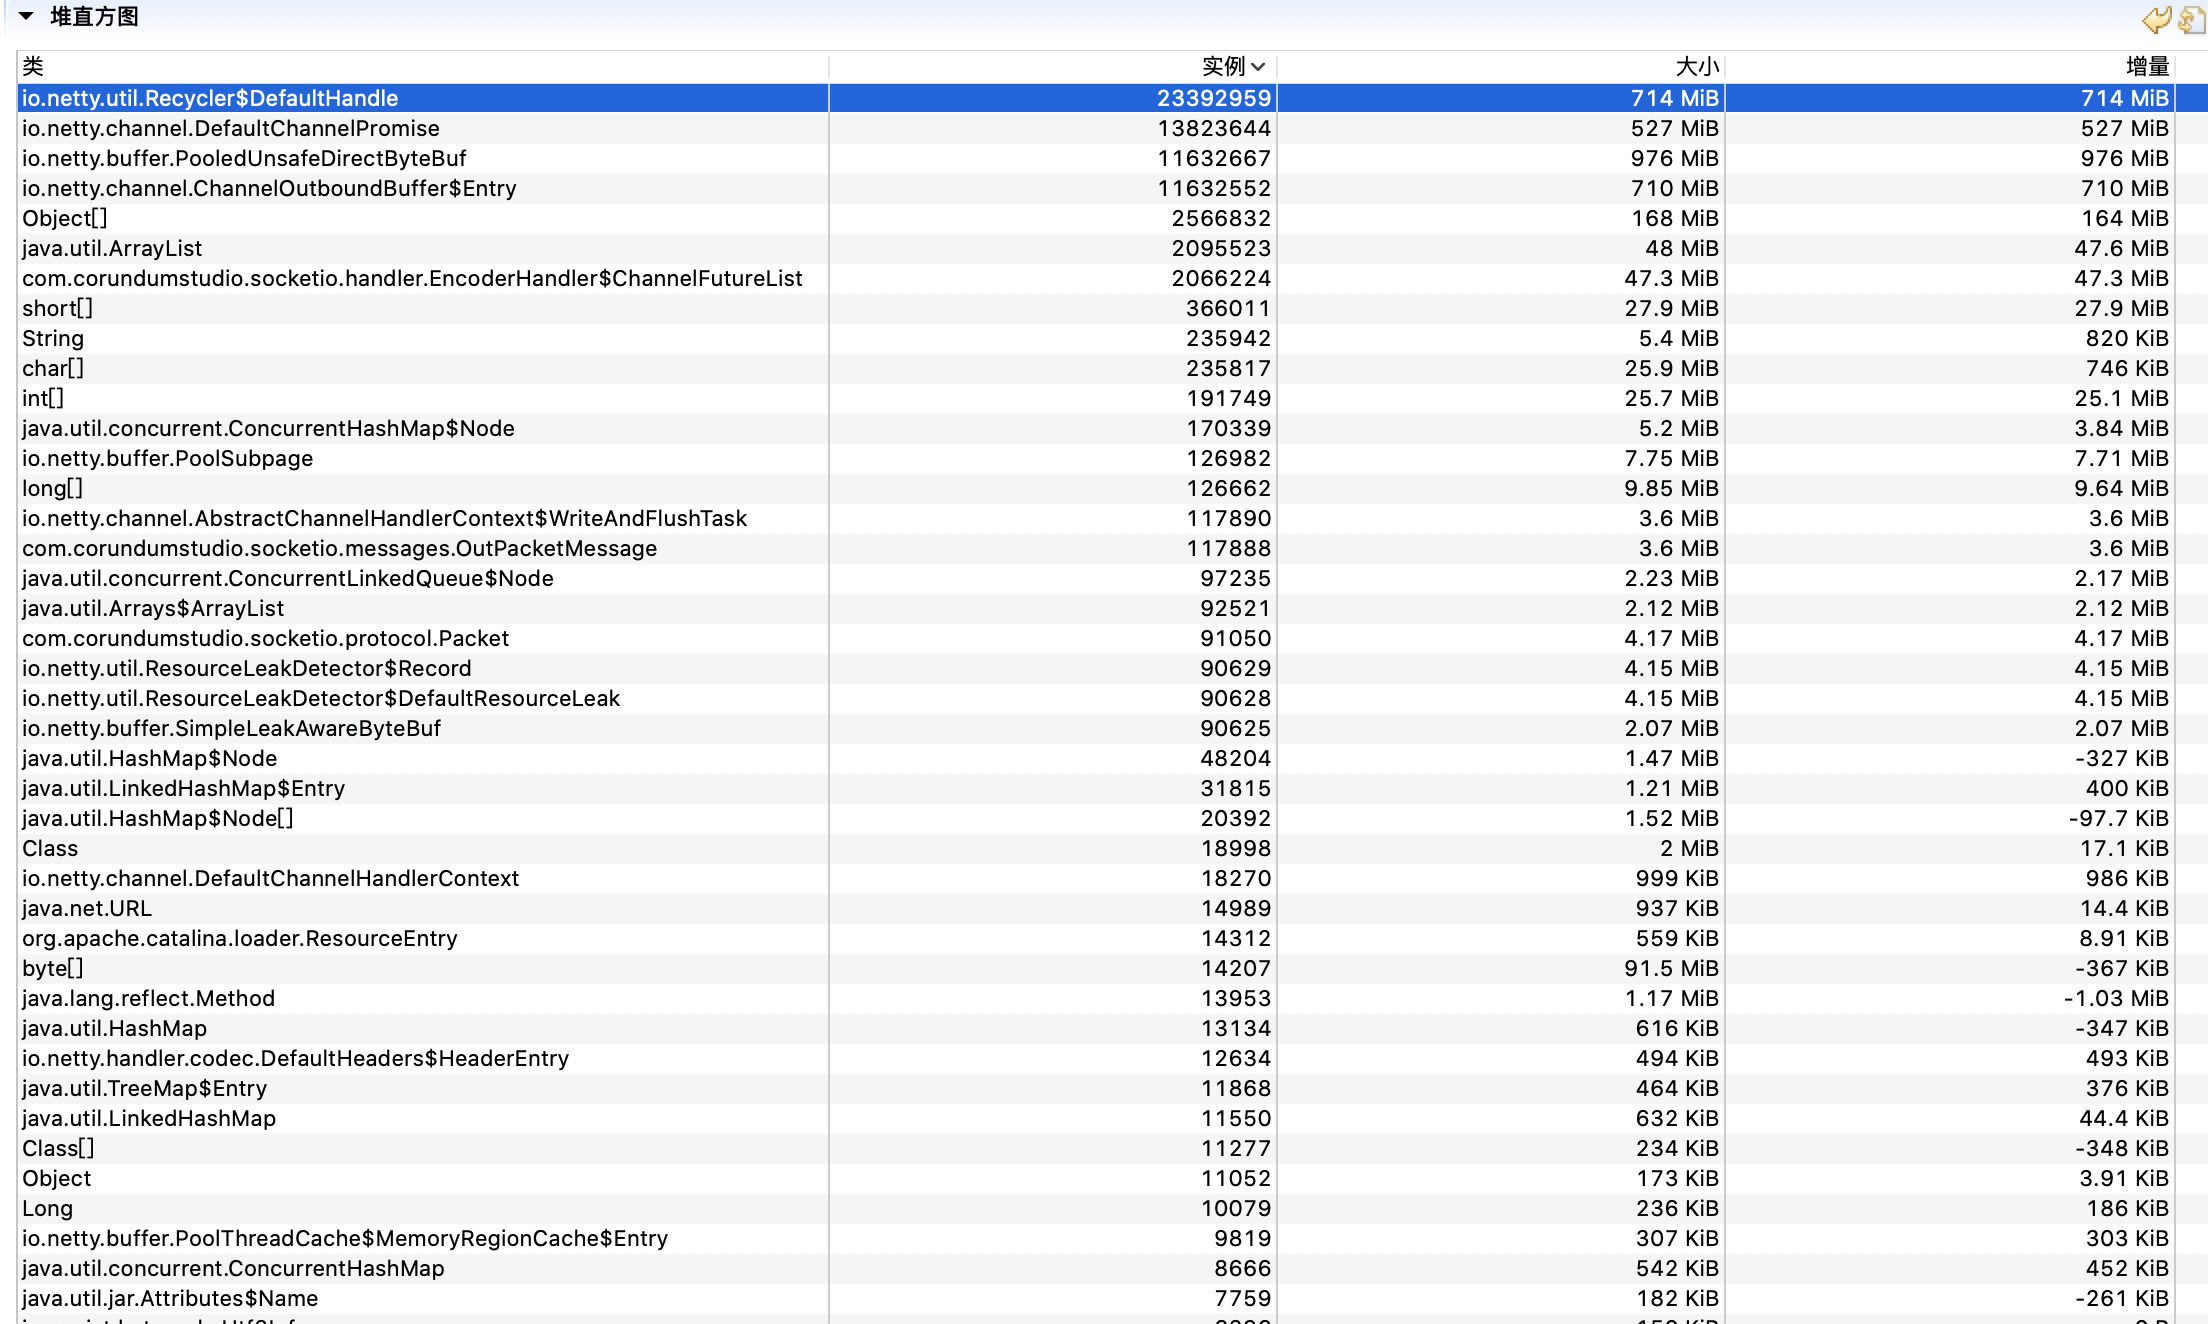 堆直方图
类 实例 大小 增量
io.netty.util.Recycler$DefaultHandle 23392959 714 MiB 714 MiB
io.netty.channel.DefaultChannelPromise 13823644 527 MiB 527 MiB
io.netty.buffer.PooledUnsafeDirectByteBuf 11632667 976 MiB 976 MiB
io.netty.channel.ChannelOutboundBuffer$Entry 11632552 710 MiB 710 MiB
Object[] 2566832 168 MiB 164 MiB
java.util.ArrayList 2095523 48 MiB 47.6 MiB
com.corundumstudio.socketio.handler.EncoderHandler$ChannelFutureList 2066224 47.3 MiB 47.3 MiB
short[] 366011 27.9 MiB 27.9 MiB
String 235942 5.4 MiB 820 KiB
char[] 235817 25.9 MiB 746 KiB
int[] 191749 25.7 MiB 25.1 MiB
java.util.concurrent.ConcurrentHashMap$Node 170339 5.2 MiB 3.84 MiB
io.netty.buffer.PoolSubpage 126982 7.75 MiB 7.71 MiB
long[] 126662 9.85 MiB 9.64 MiB
io.netty.channel.AbstractChannelHandlerContext$WriteAndFlushTask 117890 3.6 MiB 3.6 MiB
com.corundumstudio.socketio.messages.OutPacketMessage 117888 3.6 MiB 3.6 MiB
java.util.concurrent.ConcurrentLinkedQueue$Node 97235 2.23 MiB 2.17 MiB
java.util.Arrays$ArrayList 92521 2.12 MiB 2.12 MiB
com.corundumstudio.socketio.protocol.Packet 91050 4.17 MiB 4.17 MiB
io.netty.util.ResourceLeakDetector$Record 90629 4.15 MiB 4.15 MiB
io.netty.util.ResourceLeakDetector$DefaultResourceLeak 90628 4.15 MiB 4.15 MiB
io.netty.buffer.SimpleLeakAwareByteBuf 90625 2.07 MiB 2.07 MiB
java.util.HashMap$Node 48204 1.47 MiB -327 KiB
java.util.LinkedHashMap$Entry 31815 1.21 MiB 400 KiB
java.util.HashMap$Node[] 20392 1.52 MiB -97.7 KiB
Class 18998 2 MiB 17.1 KiB
io.netty.channel.DefaultChannelHandlerContext 18270 999 KiB 986 KiB
java.net.URL 14989 937 KiB 14.4 KiB
org.apache.catalina.loader.ResourceEntry 14312 559 KiB 8.91 KiB
byte[] 14207 91.5 MiB -367 KiB
java.lang.reflect.Method 13953 1.17 MiB -1.03 MiB
java.util.HashMap 13134 616 KiB -347 KiB
io.netty.handler.codec.DefaultHeaders$HeaderEntry 12634 494 KiB 493 KiB
java.util.TreeMap$Entry 11868 464 KiB 376 KiB
java.util.LinkedHashMap 11550 632 KiB 44.4 KiB
Class[] 11277 234 KiB -348 KiB
Object 11052 173 KiB 3.91 KiB
Long 10079 236 KiB 186 KiB
io.netty.buffer.PoolThreadCache$MemoryRegionCache$Entry 9819 307 KiB 303 KiB
java.util.concurrent.ConcurrentHashMap 8666 542 KiB 452 KiB
java.util.jar.Attributes$Name 7759 182 KiB -261 KiB